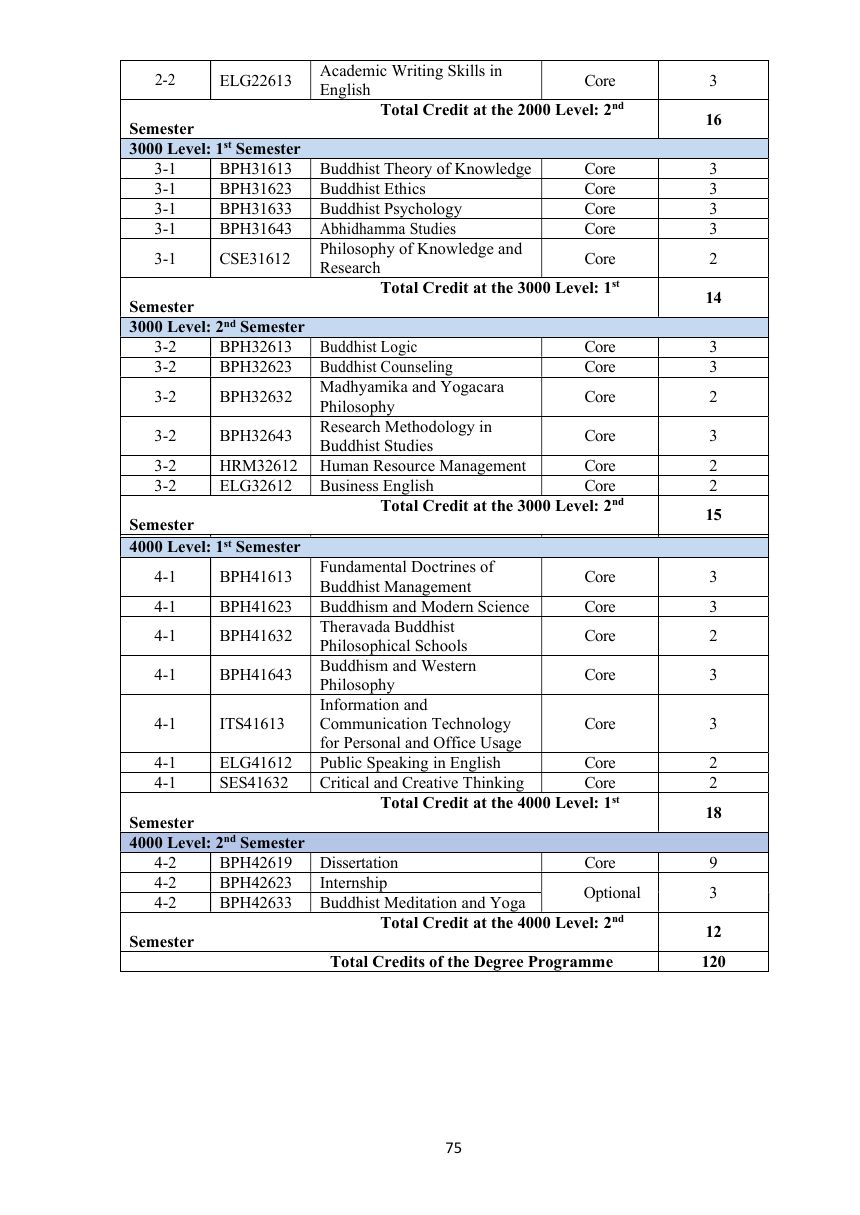 2-2 ELG22613 Academic Writing Skills in English Core 3
Total Credit at the 2000 Level: 2nd Semester 16
3000 Level: 1st Semester
3-1 BPH31613 Buddhist Theory of Knowledge Core 3
3-1 BPH31623 Buddhist Ethics Core 3
3-1 BPH31633 Buddhist Psychology Core 3
3-1 BPH31643 Abhidhamma Studies Core 3
3-1 CSE31612 Philosophy of Knowledge and Research Core 2
Total Credit at the 3000 Level: 1st Semester 14
3000 Level: 2nd Semester
3-2 BPH32613 Buddhist Logic Core 3
3-2 BPH32623 Buddhist Counseling Core 3
3-2 BPH32632 Madhyamika and Yogacara Philosophy Core 2
3-2 BPH32643 Research Methodology in Buddhist Studies Core 3
3-2 HRM32612 Human Resource Management Core 2
3-2 ELG32612 Business English Core 2
Total Credit at the 3000 Level: 2nd Semester 15
4000 Level: 1st Semester
4-1 BPH41613 Fundamental Doctrines of Buddhist Management Core 3
4-1 BPH41623 Buddhism and Modern Science Core 3
4-1 BPH41632 Theravada Buddhist Philosophical Schools Core 2
4-1 BPH41643 Buddhism and Western Philosophy Core 3
4-1 ITS41613 Information and Communication Technology for Personal and Office Usage Core 3
4-1 ELG41612 Public Speaking in English Core 2
4-1 SES41632 Critical and Creative Thinking Core 2
Total Credit at the 4000 Level: 1st Semester 18
4000 Level: 2nd Semester
4-2 BPH42619 Dissertation Core 9
4-2 BPH42623 Internship Optional 3
4-2 BPH42633 Buddhist Meditation and Yoga
Total Credit at the 4000 Level: 2nd Semester 12
Total Credits of the Degree Programme 120
75